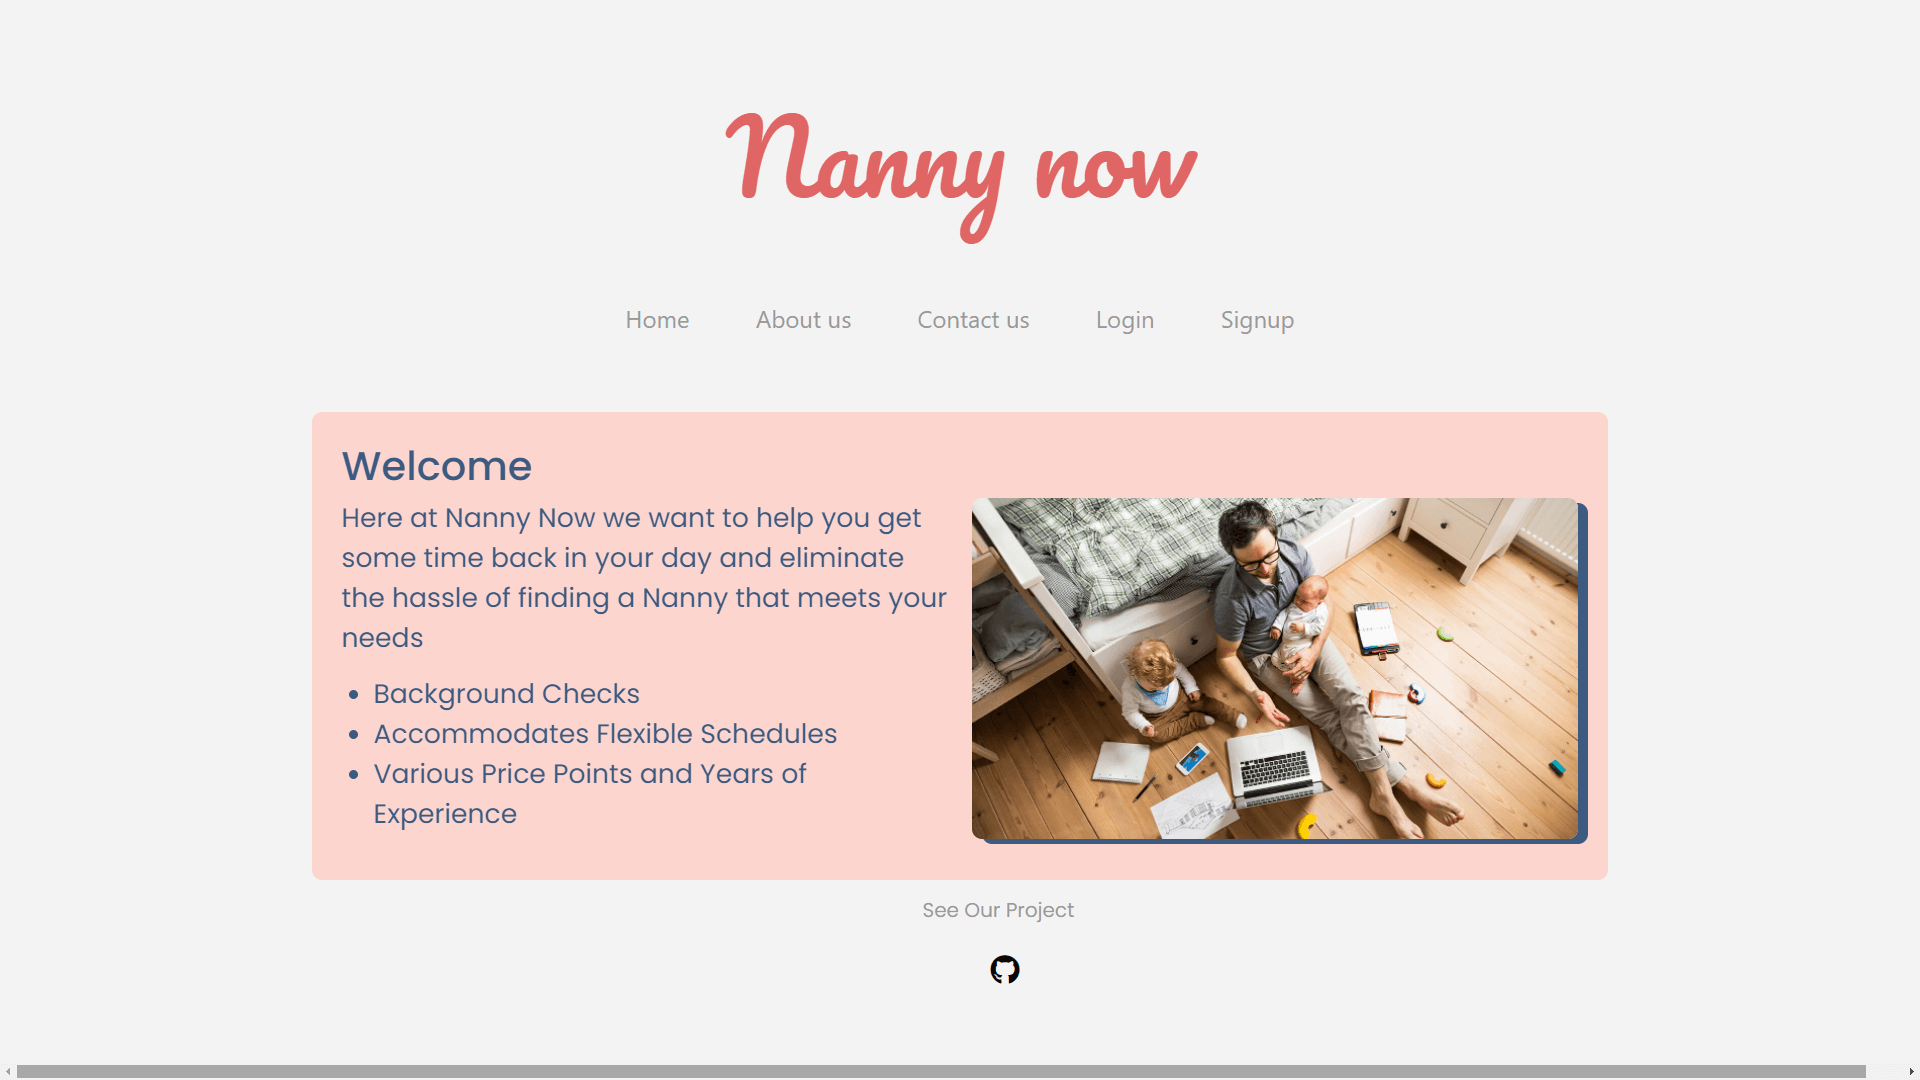 Nanny now
Home About us Contact us Login Signup
Welcome
Here at Nanny Now we want to help you get
some time back in your day and eliminate
the hassle of finding a Nanny that meets your
needs
Background Checks
Accommodates Flexible Schedules
Various Price Points and Years of
Experience
See Our Project